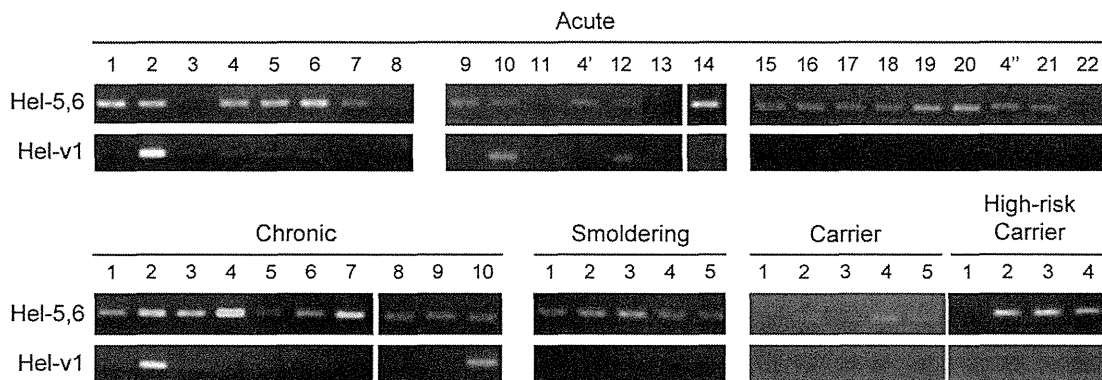 Acute
1 2 3 4 5 6 7 8 9 10 11 4' 12 13 14 15 16 17 18 19 20 4'' 21 22
Hel-5,6
Hel-v1
Chronic Smoldering Carrier High-risk Carrier
1 2 3 4 5 6 7 8 9 10 1 2 3 4 5 1 2 3 4 5 1 2 3 4
Hel-5,6
Hel-v1